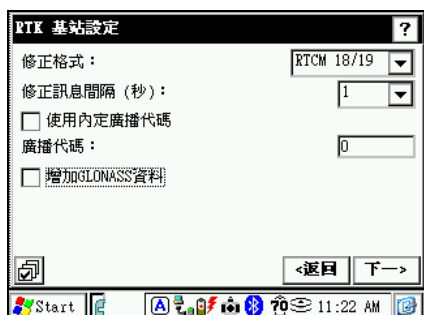 RTK 基站設定 ?
修正格式： RTCM 18/19
修正訊息間隔 (秒)： 1
使用內定廣播代碼
廣播代碼： 0
增加GLONASS資料
<返回 下一>
Start A 11:22 AM